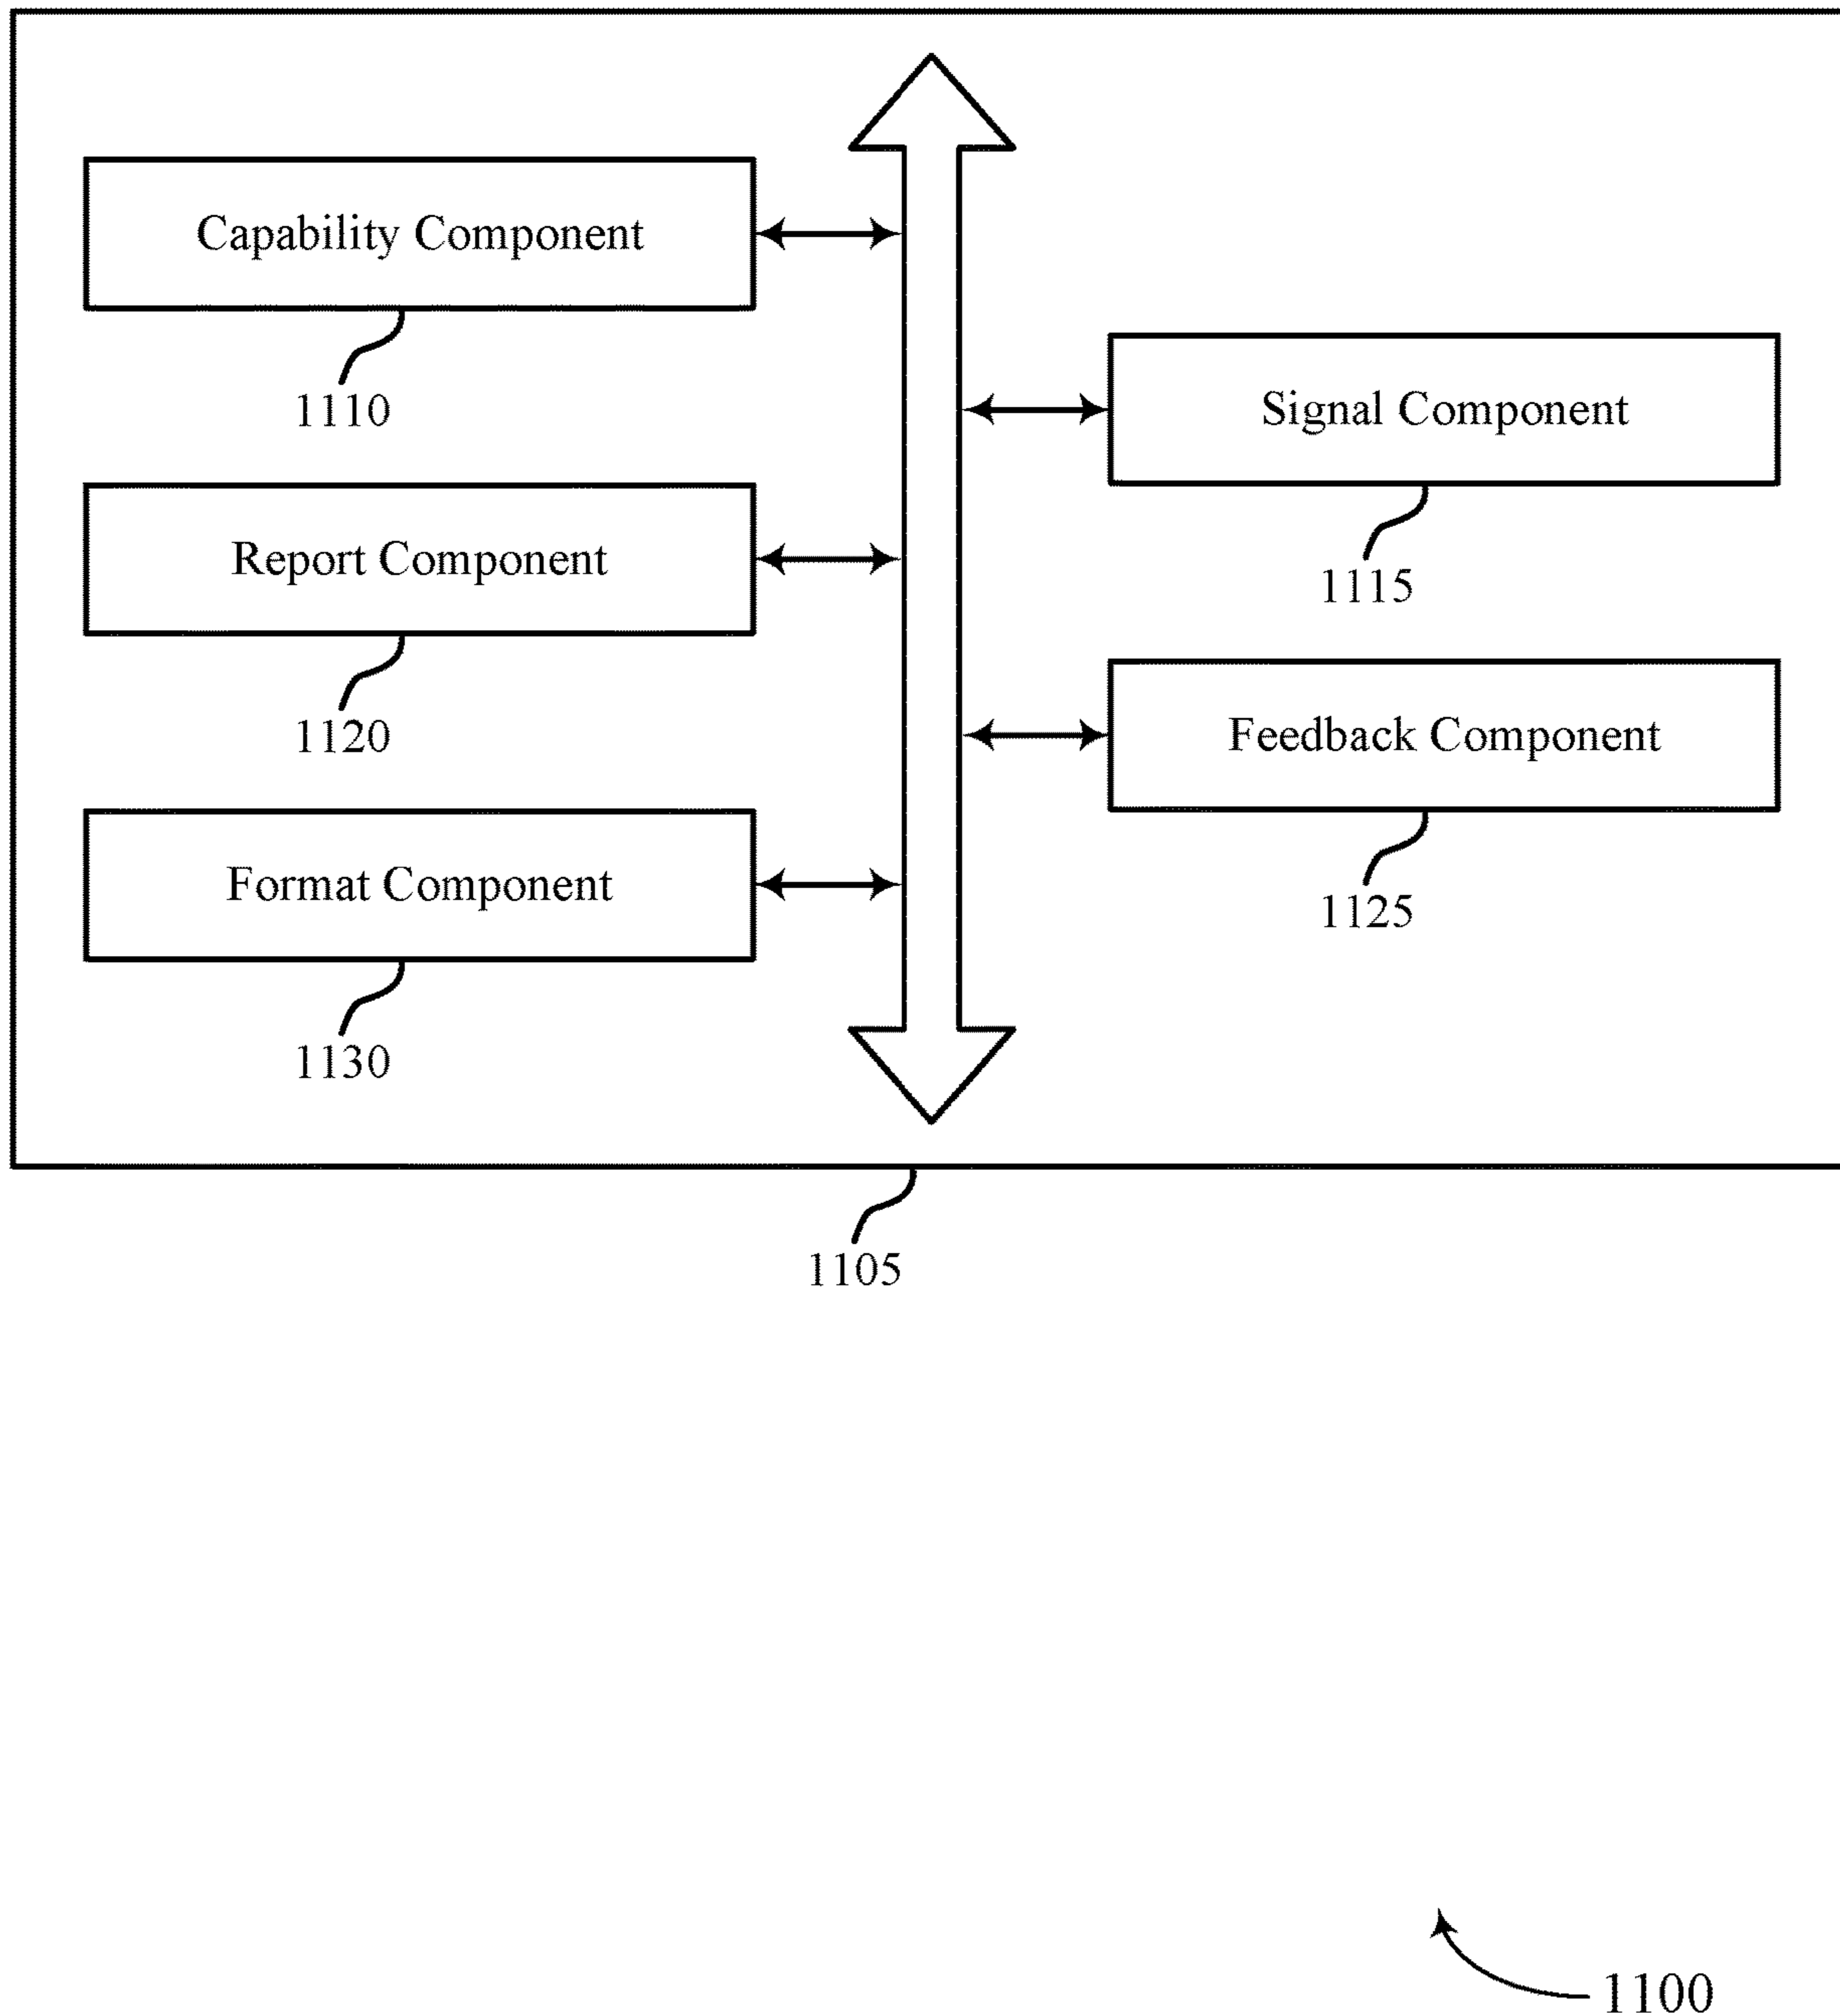 Capability Component
1110
Signal Component
1115
Report Component
1120
Feedback Component
1125
Format Component
1130
1105
1100